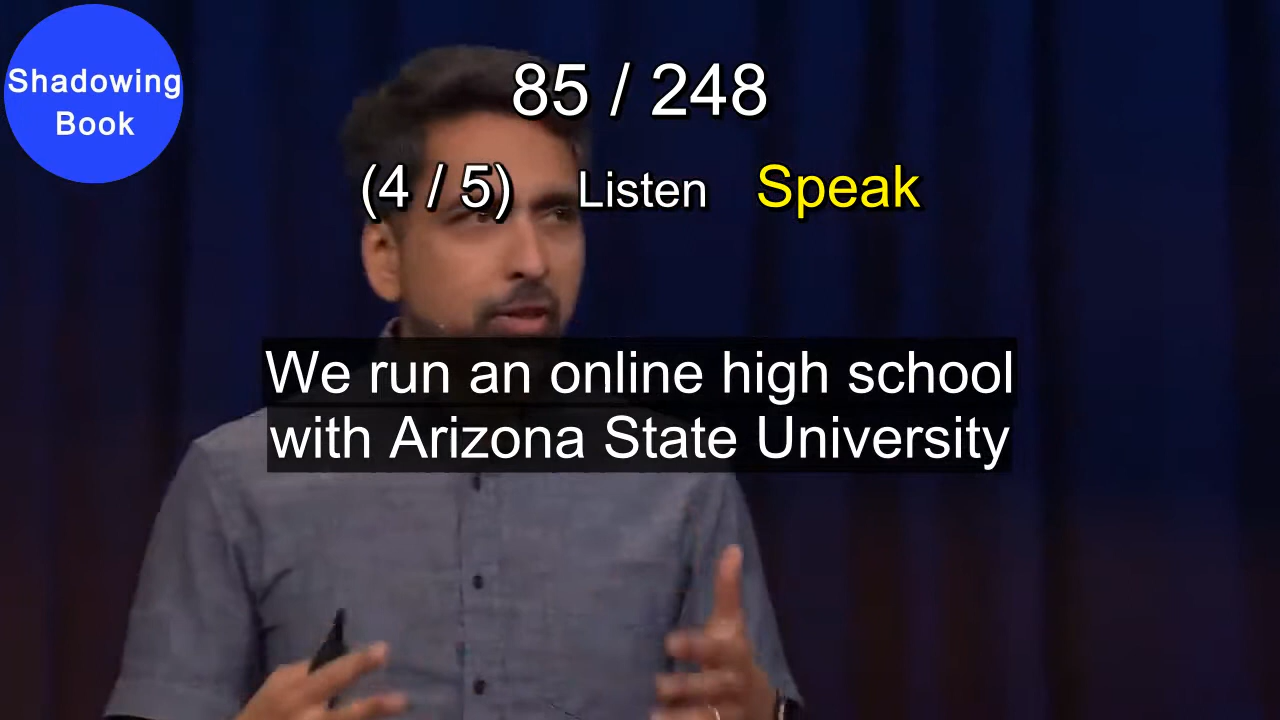 Shadowing
Book
85 / 248
(4 / 5) Listen Speak
We run an online high school
with Arizona State University